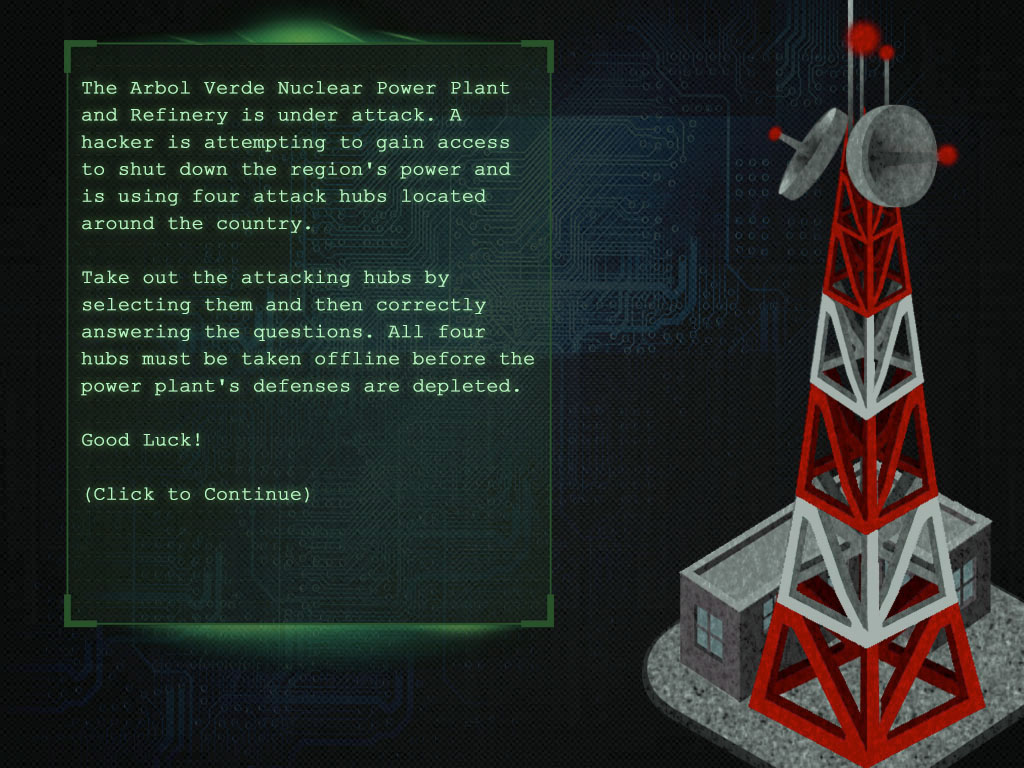 The Arbol Verde Nuclear Power Plant
and Refinery is under attack. A
hacker is attempting to gain access
to shut down the region's power and
is using four attack hubs located
around the country.
Take out the attacking hubs by
selecting them and then correctly
answering the questions. All four
hubs must be taken offline before the
power plant's defenses are depleted.
Good Luck!
(Click to Continue)